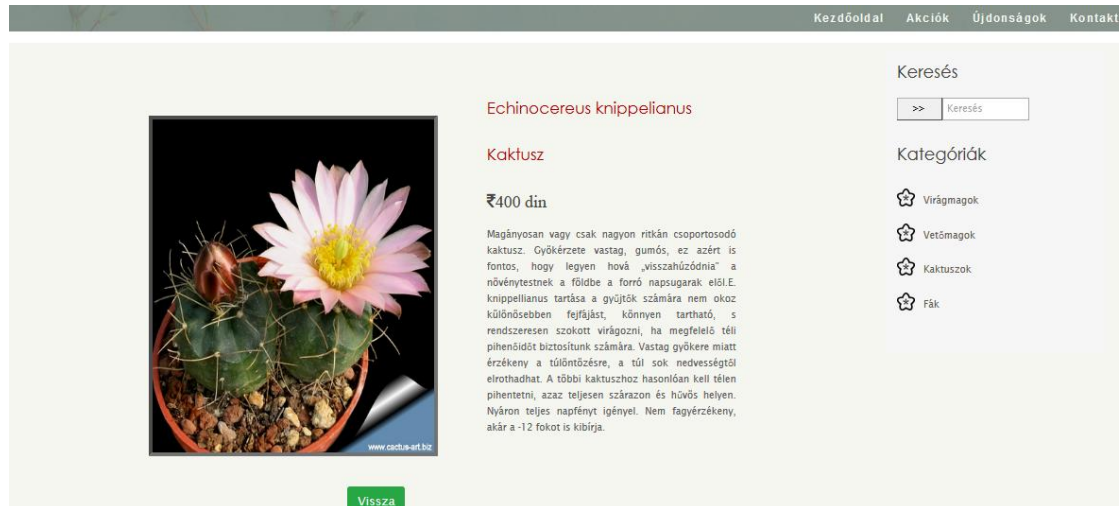 Kezdőoldal Akciók Újdonságok Kontakt
Echinocereus knippelianus
Kaktusz
₹400 din
Magányosan vagy csak nagyon ritkán csoportosodó
kaktusz. Gyökérzete vastag, gumós, ez azért is
fontos, hogy legyen hová „visszahúzódnia" a
növénytestnek a földbe a forró napsugarak elől.E.
knippellianus tartása a gyűjtők számára nem okoz
különösebben fejfájást, könnyen tartható, s
rendszeresen szokott virágozni, ha megfelelő téli
pihenőidőt biztosítunk számára. Vastag gyökere miatt
érzékeny a túlöntözésre, a túl sok nedvességtől
elrothadhat. A többi kaktuszhoz hasonlóan kell télen
pihentetni, azaz teljesen szárazon és hűvös helyen.
Nyáron teljes napfényt igényel. Nem fagyérzékeny,
akár a -12 fokot is kibírja.
www.cactus-art.biz
Vissza
Keresés
>> Keresés
Kategóriák
Virágmagok
Vetőmagok
Kaktuszok
Fák